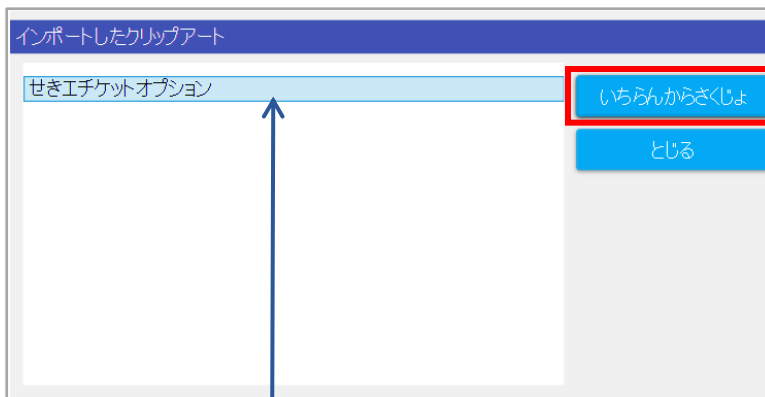 インポートしたクリップアート
せきエチケットオプション
いちらんからさくじょ
とじる